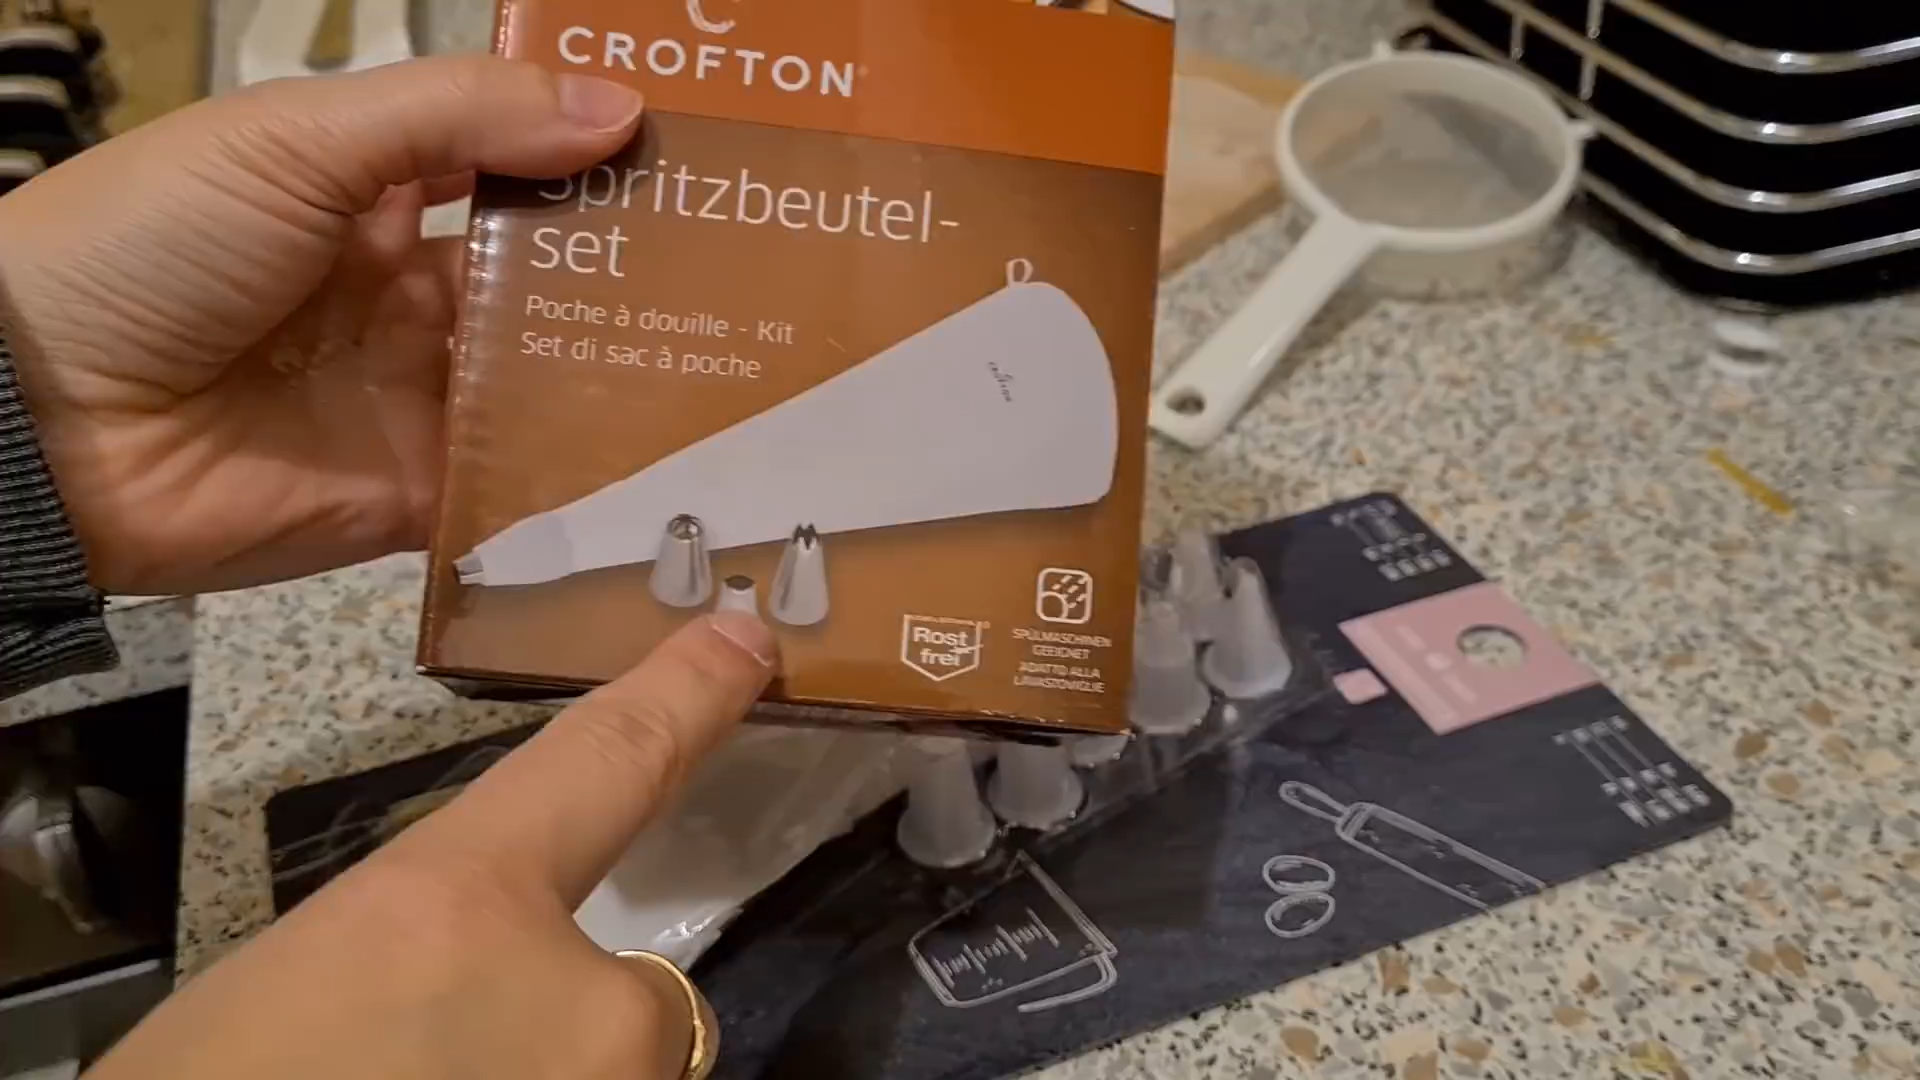 CROFTON
Spritzbeutel-
set
Poche à douille - Kit
Set di sac à poche
Rost
frei
SPÜLMASCHINEN
GEEIGNET
ADATTO ALLA
LAVASTOVIGLIE